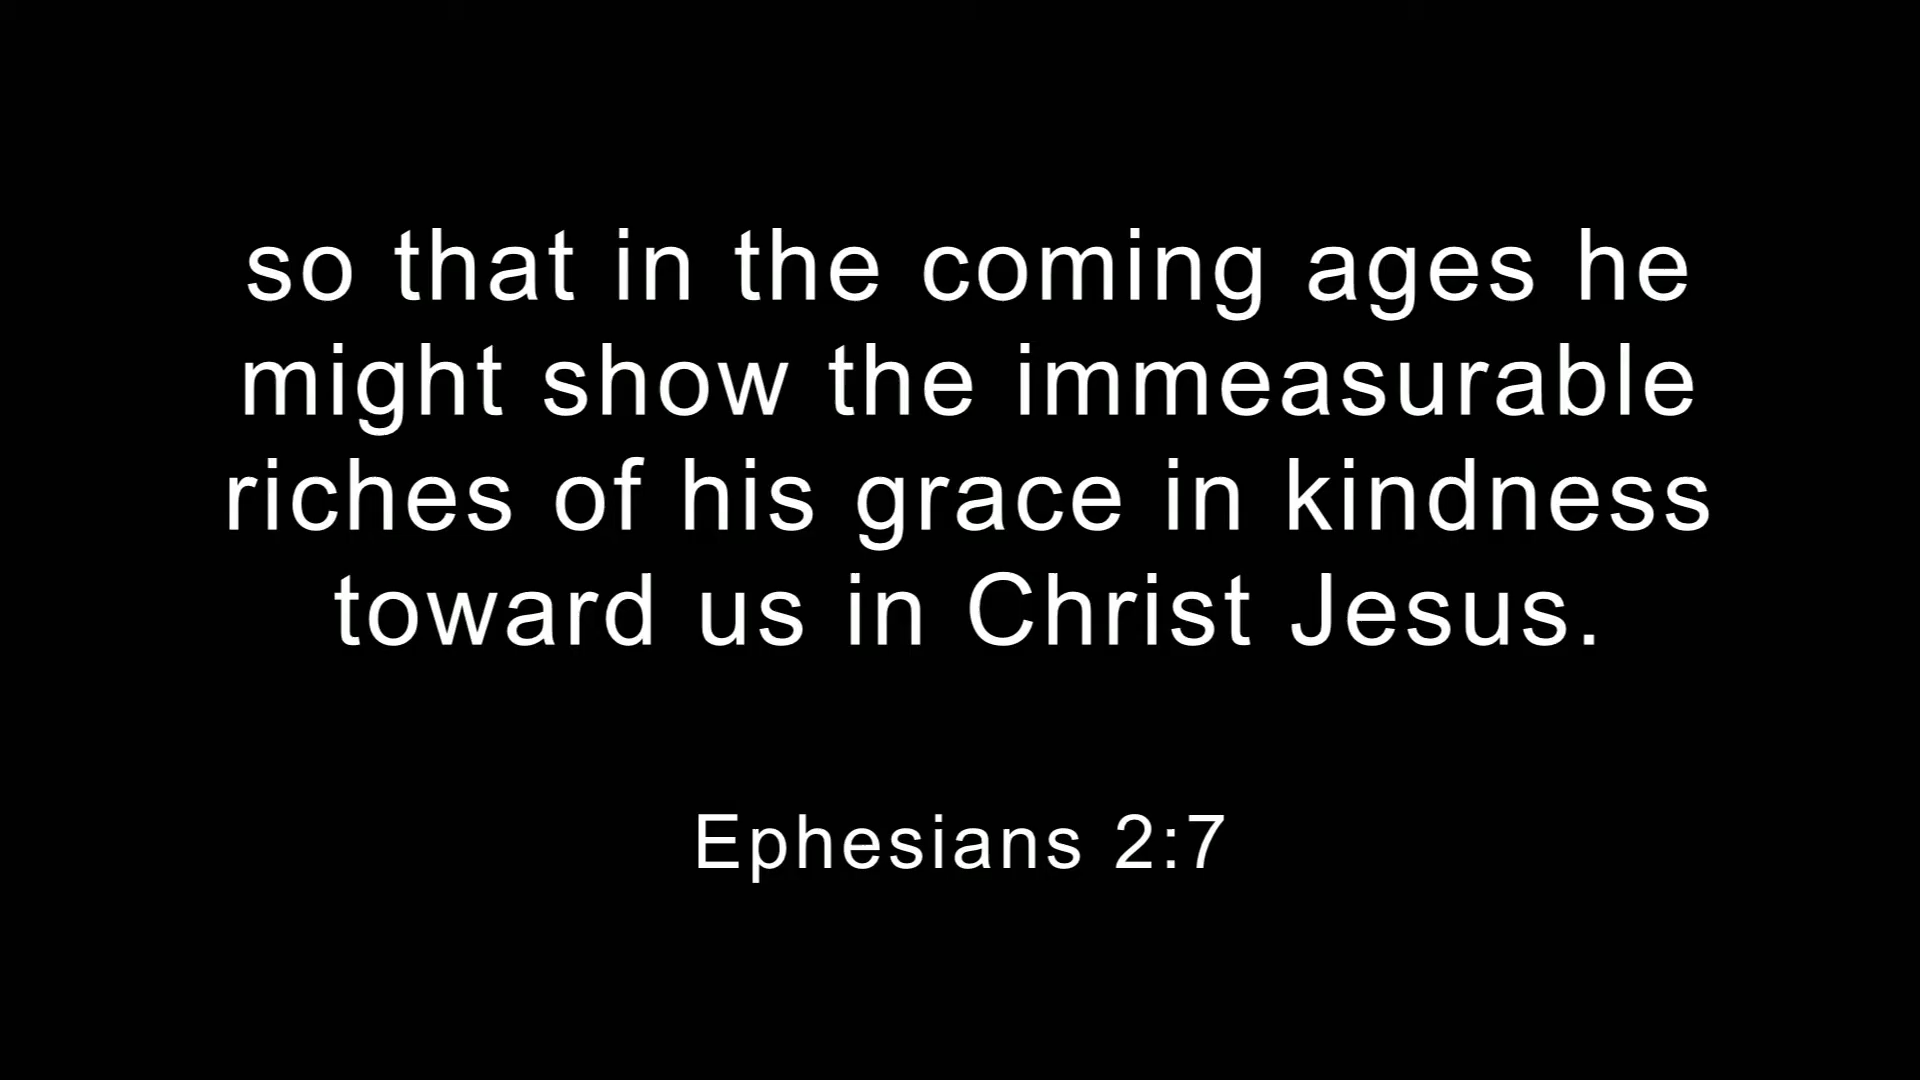 so that in the coming ages he
might show the immeasurable
riches of his grace in kindness
toward us in Christ Jesus.
Ephesians 2:7